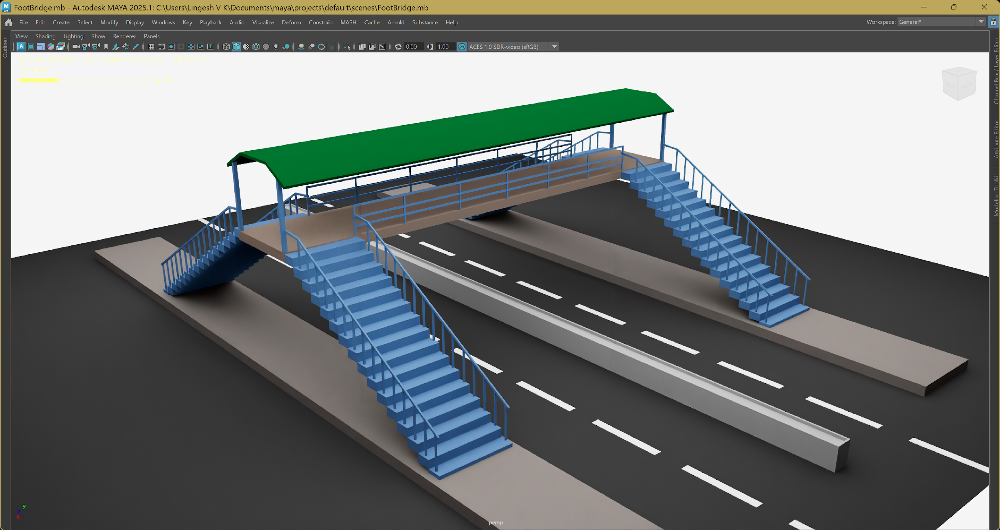 FootBridge.mb - Autodesk MAYA 2025.1: C:\Users\Lingesh V K\Documents\maya\projects\default\scenes\FootBridge.mb
File Edit Create Select Modify Display Windows Key Playback Audio Visualize Deform Constrain MASH Cache Arnold Substance Help
Workspace: General*
View Shading Lighting Show Renderer Panels
0.00 1.00 ON ACES 1.0 SDR-video (sRGB)
Outliner
Channel Box / Layer Editor
Attribute Editor
Modeling Toolkit
y
z
x
persp